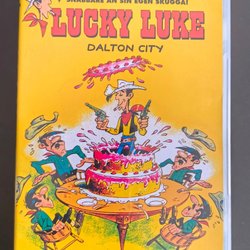 SNABBARE ÄN SIN EGEN SKUGGA!
LUCKY LUKE
DALTON CITY